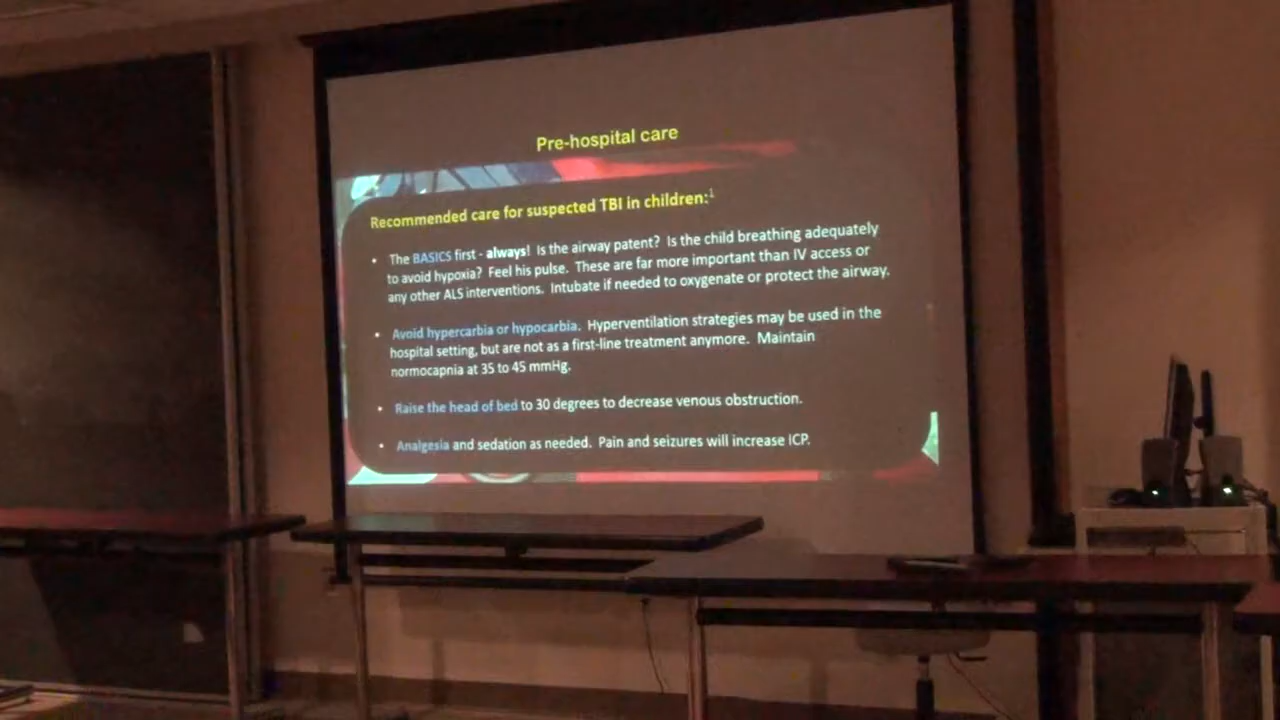 Pre-hospital care
Recommended care for suspected TBI in children:1
• The BASICS first - always! Is the airway patent? Is the child breathing adequately
to avoid hypoxia? Feel his pulse. These are far more important than IV access or
any other ALS interventions. Intubate if needed to oxygenate or protect the airway.
• Avoid hypercarbia or hypocarbia. Hyperventilation strategies may be used in the
hospital setting, but are not as a first-line treatment anymore. Maintain
normocapnia at 35 to 45 mmHg.
• Raise the head of bed to 30 degrees to decrease venous obstruction.
• Analgesia and sedation as needed. Pain and seizures will increase ICP.